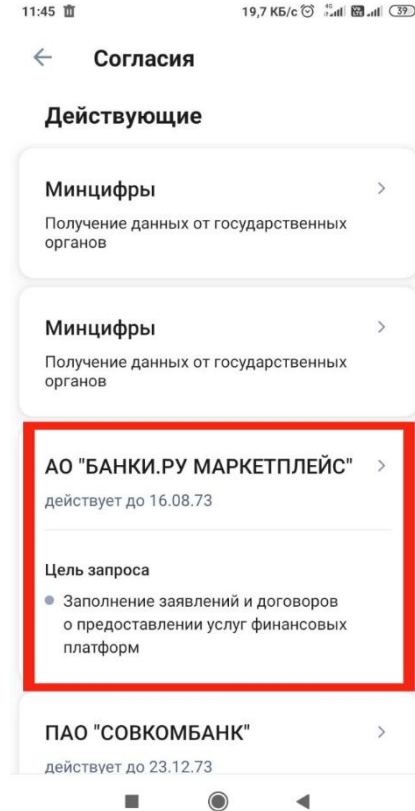 11:45 19,7 КБ/с 4G 39
Согласия
Действующие
Минцифры
Получение данных от государственных
органов
Минцифры
Получение данных от государственных
органов
АО "БАНКИ.РУ МАРКЕТПЛЕЙС"
действует до 16.08.73
Цель запроса
Заполнение заявлений и договоров
о предоставлении услуг финансовых
платформ
ПАО "СОВКОМБАНК"
действует до 23.12.73